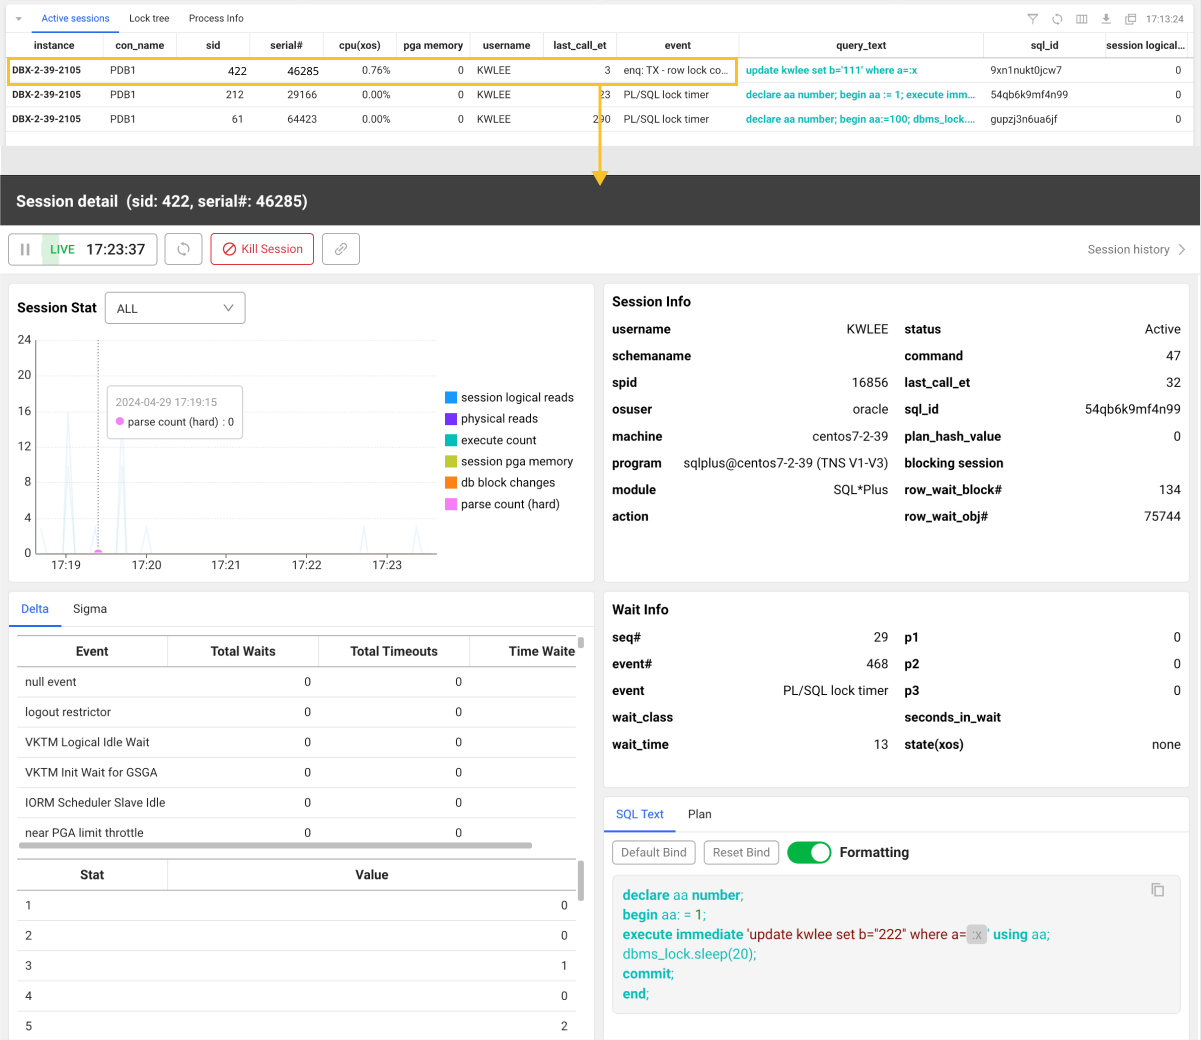 Active sessions Lock tree Process Info 17:13:24
instance con_name sid serial# cpu(xos) pga memory username last_call_et event query_text sql_id session logical...
DBX-2-39-2105 PDB1 422 46285 0.76% 0 KWLEE 3 enq: TX - row lock co... update kwlee set b='111' where a=:x 9xn1nukt0jcw7 0
DBX-2-39-2105 PDB1 212 29166 0.00% 0 KWLEE 23 PL/SQL lock timer declare aa number; begin aa := 1; execute imm... 54qb6k9mf4n99 0
DBX-2-39-2105 PDB1 61 64423 0.00% 0 KWLEE 290 PL/SQL lock timer declare aa number; begin aa:=100; dbms_lock.... gupzj3n6ua6jf 0
Session detail (sid: 422, serial#: 46285)
LIVE 17:23:37 Kill Session Session history
Session Stat ALL
24
20
16
12
8
4
0
17:19 17:20 17:21 17:22 17:23
2024-04-29 17:19:15
parse count (hard) : 0
session logical reads
physical reads
execute count
session pga memory
db block changes
parse count (hard)
Session Info
username KWLEE status Active
schemaname command 47
spid 16856 last_call_et 32
osuser oracle sql_id 54qb6k9mf4n99
machine centos7-2-39 plan_hash_value 0
program sqlplus@centos7-2-39 (TNS V1-V3) blocking session
module SQL*Plus row_wait_block# 134
action row_wait_obj# 75744
Delta Sigma
Event Total Waits Total Timeouts Time Waite
null event 0 0
logout restrictor 0 0
VKTM Logical Idle Wait 0 0
VKTM Init Wait for GSGA 0 0
IORM Scheduler Slave Idle 0 0
near PGA limit throttle 0 0
Stat Value
1 0
2 0
3 1
4 0
5 2
Wait Info
seq# 29 p1 0
event# 468 p2 0
event PL/SQL lock timer p3 0
wait_class seconds_in_wait
wait_time 13 state(xos) none
SQL Text Plan
Default Bind Reset Bind Formatting
declare aa number;
begin aa: = 1;
execute immediate 'update kwlee set b="222" where a= :x ' using aa;
dbms_lock.sleep(20);
commit;
end;